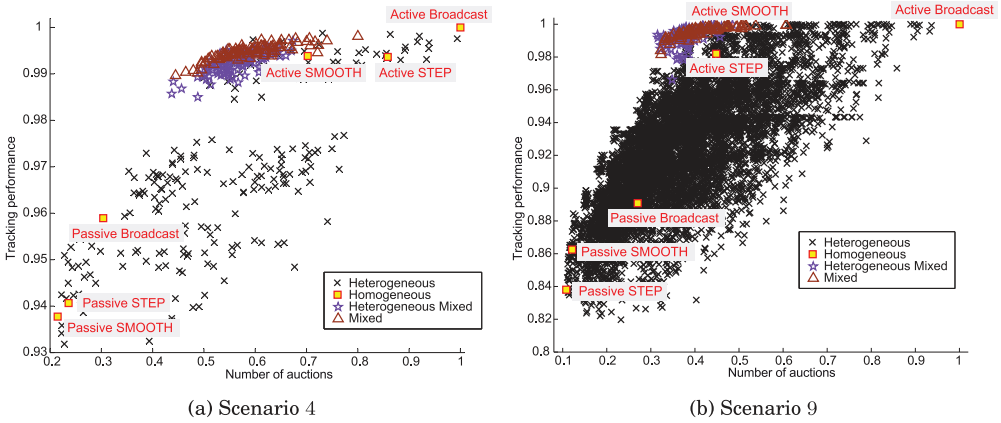 Active Broadcast
1
0.99
Active SMOOTH
Active STEP
0.98
0.97
0.96
Passive Broadcast
0.95
0.94
Passive STEP
Passive SMOOTH
0.93
Tracking performance
Heterogeneous
Homogeneous
Heterogeneous Mixed
Mixed
0.2 0.3 0.4 0.5 0.6 0.7 0.8 0.9 1
Number of auctions
(a) Scenario 4
Active SMOOTH
Active Broadcast
1
0.98
Active STEP
0.96
0.94
0.92
0.9
Passive Broadcast
0.88
0.86
Passive SMOOTH
0.84
Passive STEP
0.82
0.8
Tracking performance
Heterogeneous
Homogeneous
Heterogeneous Mixed
Mixed
0.1 0.2 0.3 0.4 0.5 0.6 0.7 0.8 0.9 1
Number of auctions
(b) Scenario 9